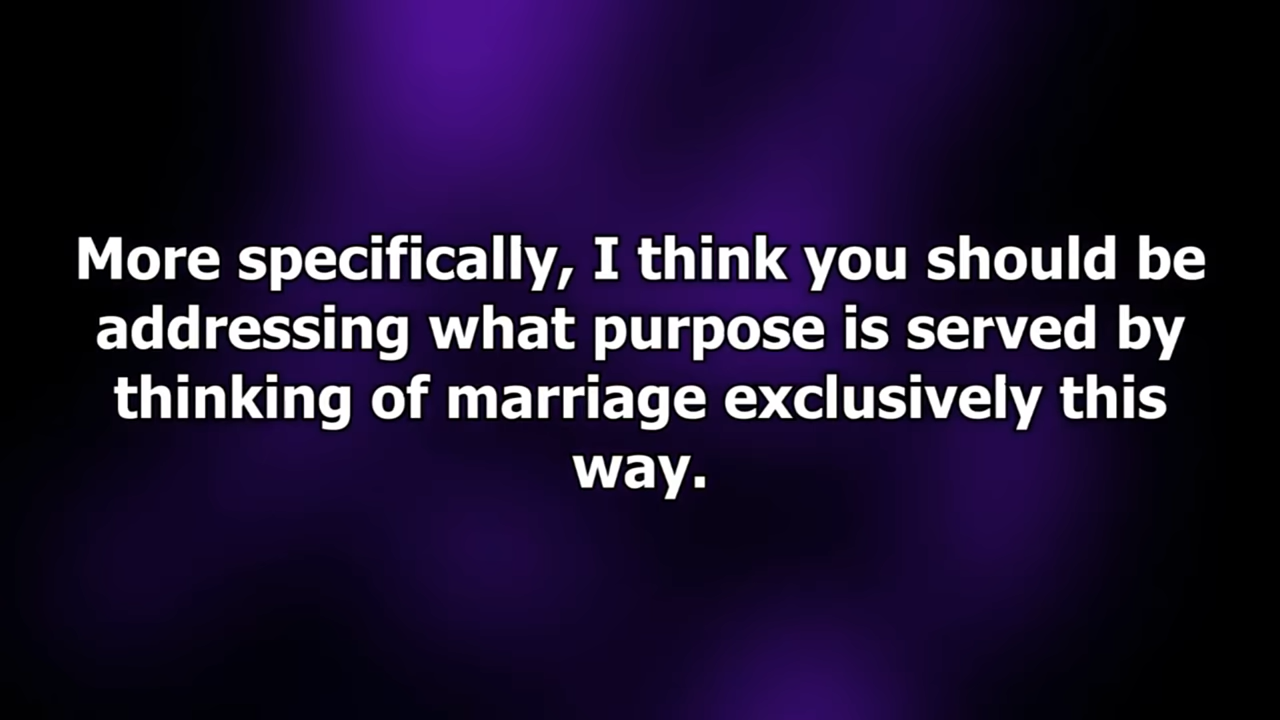 More specifically, I think you should be
addressing what purpose is served by
thinking of marriage exclusively this
way.